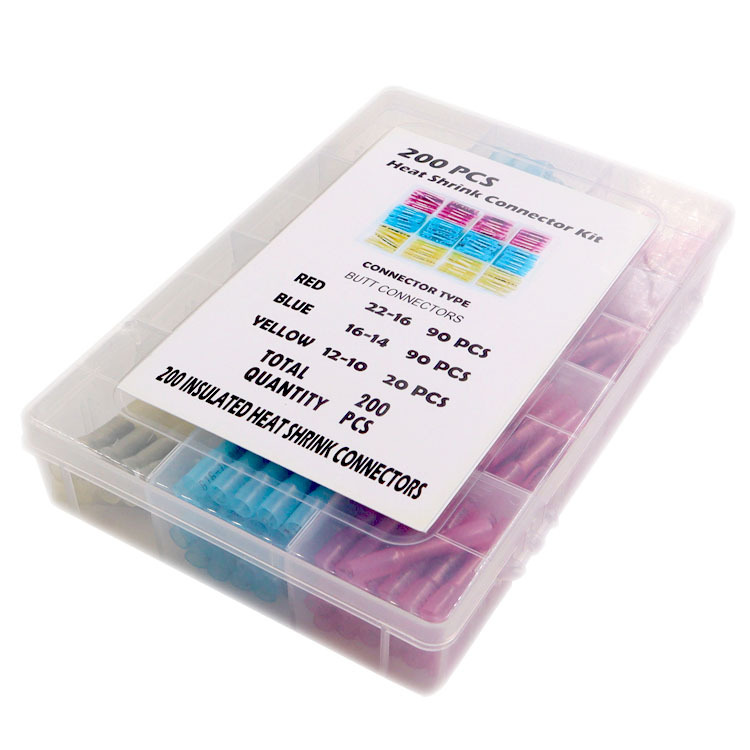 200 PCS
Heat Shrink Connector Kit
CONNECTOR TYPE
BUTT CONNECTORS
RED 22-16 90 PCS
BLUE 16-14 90 PCS
YELLOW 12-10 20 PCS
TOTAL QUANTITY 200 PCS
200 INSULATED HEAT SHRINK CONNECTORS